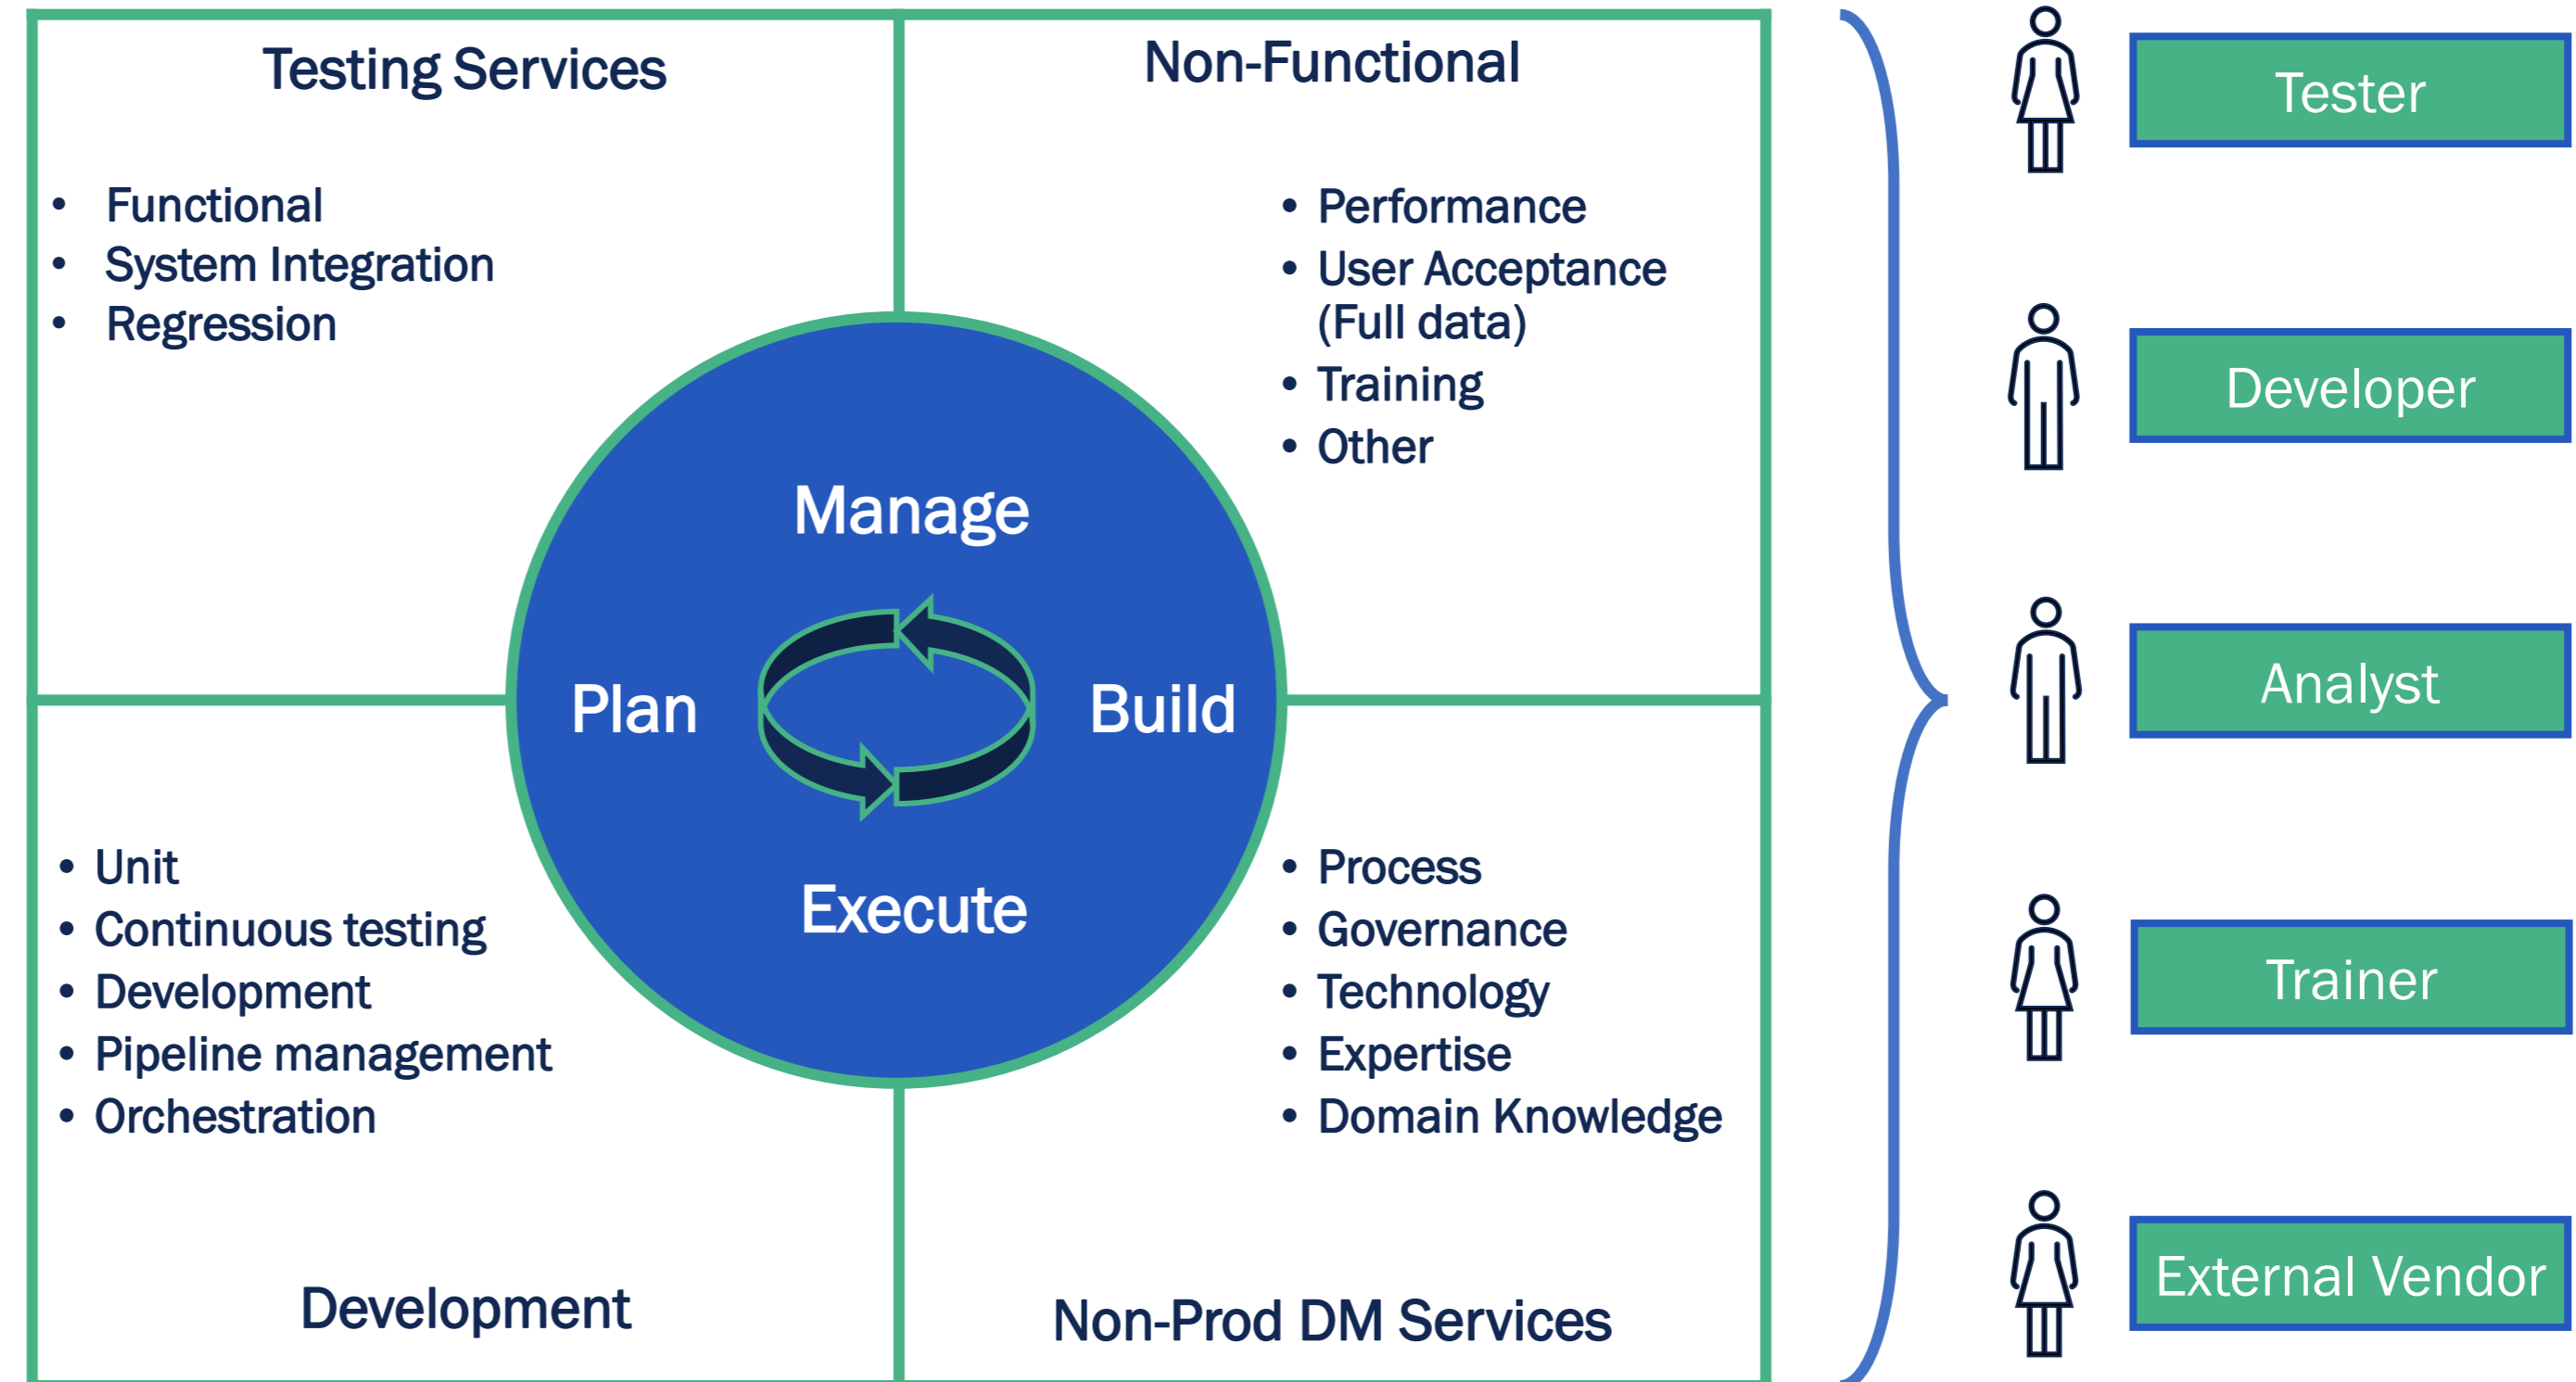 Testing Services
• Functional
• System Integration
• Regression
Non-Functional
• Performance
• User Acceptance
(Full data)
• Training
• Other
Manage
Plan
Build
Execute
• Unit
• Continuous testing
• Development
• Pipeline management
• Orchestration
Development
• Process
• Governance
• Technology
• Expertise
• Domain Knowledge
Non-Prod DM Services
Tester
Developer
Analyst
Trainer
External Vendor